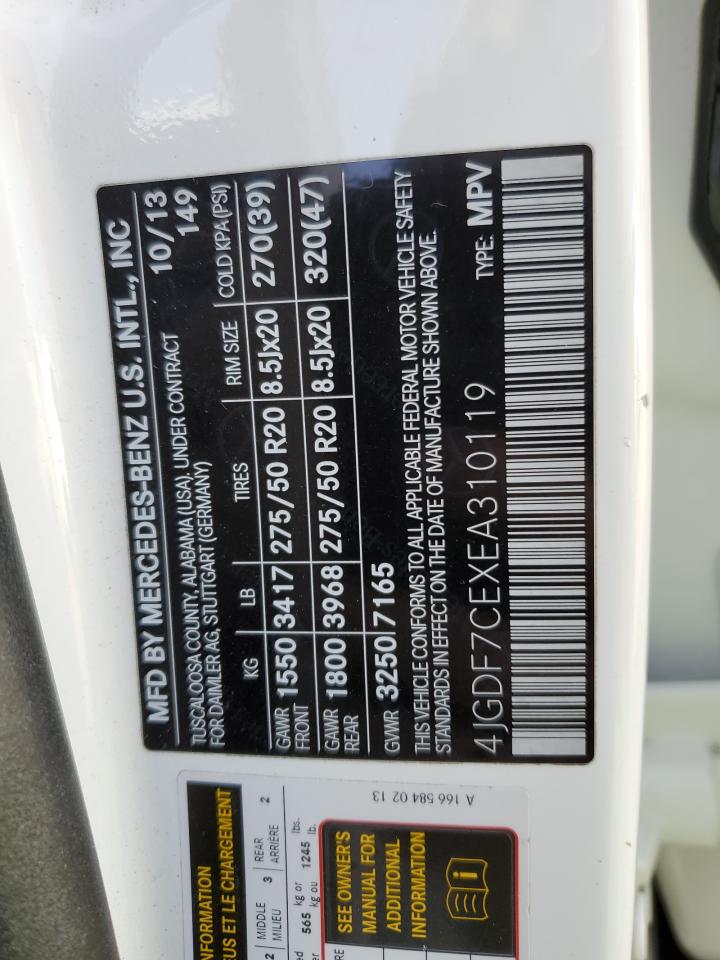 MFD BY MERCEDES-BENZ U.S. INTL., INC
TUSCALOOSA COUNTY, ALABAMA (USA), UNDER CONTRACT 10/13
FOR DAIMLER AG, STUTTGART (GERMANY) 149
KG LB TIRES RIM SIZE COLD KPA (PSI)
GAWR FRONT 1550 3417 275/50 R20 8.5Jx20 270(39)
GAWR REAR 1800 3968 275/50 R20 8.5Jx20 320(47)
GVWR 3250 7165
THIS VEHICLE CONFORMS TO ALL APPLICABLE FEDERAL MOTOR VEHICLE SAFETY
STANDARDS IN EFFECT ON THE DATE OF MANUFACTURE SHOWN ABOVE.
4JGDF7CEXEA310119 TYPE: MPV
NFORMATION
US ET LE CHARGEMENT
2 MIDDLE 3 REAR 2
MILIEU ARRIÈRE
565 kg or 1245 lbs.
kg ou lb.
SEE OWNER'S
MANUAL FOR
ADDITIONAL
INFORMATION
A 166 584 02 13